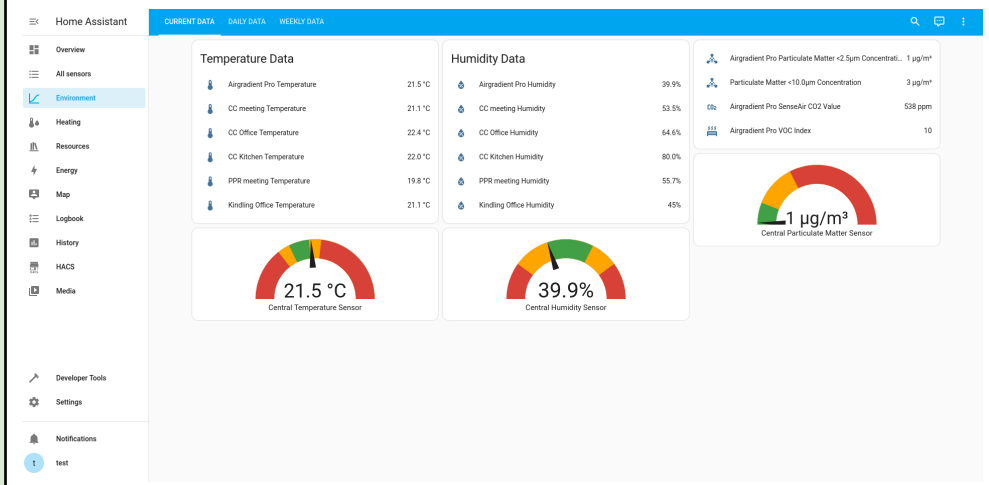 Home Assistant
CURRENT DATA DAILY DATA WEEKLY DATA
Overview
All sensors
Environment
Heating
Resources
Energy
Map
Logbook
History
HACS
Media
Developer Tools
Settings
Notifications
t test
Temperature Data
Airgradient Pro Temperature 21.5 °C
CC meeting Temperature 21.1 °C
CC Office Temperature 22.4 °C
CC Kitchen Temperature 22.0 °C
PPR meeting Temperature 19.8 °C
Kindling Office Temperature 21.1 °C
21.5 °C
Central Temperature Sensor
Humidity Data
Airgradient Pro Humidity 39.9%
CC meeting Humidity 53.5%
CC Office Humidity 64.6%
CC Kitchen Humidity 80.0%
PPR meeting Humidity 55.7%
Kindling Office Humidity 45%
39.9%
Central Humidity Sensor
Airgradient Pro Particulate Matter <2.5μm Concentrati... 1 μg/m³
Particulate Matter <10.0μm Concentration 3 μg/m³
CO₂ Airgradient Pro SenseAir CO2 Value 538 ppm
Airgradient Pro VOC Index 10
1 μg/m³
Central Particulate Matter Sensor